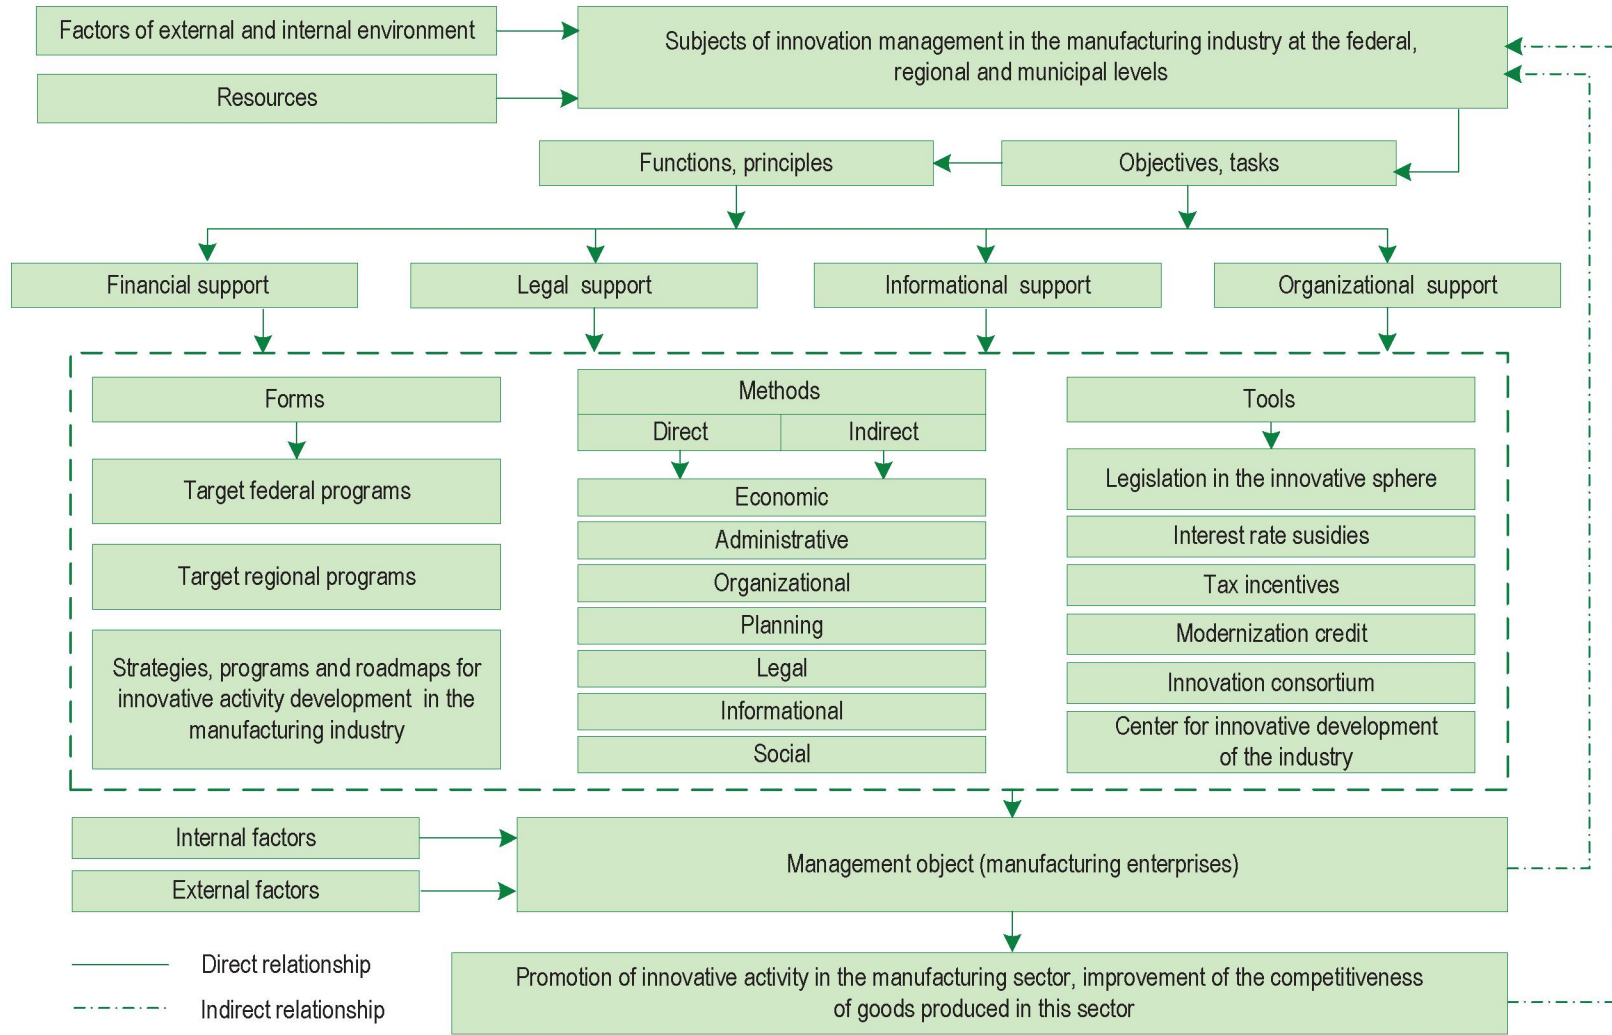 Factors of external and internal environment
Subjects of innovation management in the manufacturing industry at the federal,
regional and municipal levels
Resources
Functions, principles
Objectives, tasks
Financial support
Legal support
Informational support
Organizational support
Forms
Target federal programs
Target regional programs
Strategies, programs and roadmaps for
innovative activity development in the
manufacturing industry
Methods
Direct
Indirect
Economic
Administrative
Organizational
Planning
Legal
Informational
Social
Tools
Legislation in the innovative sphere
Interest rate susidies
Tax incentives
Modernization credit
Innovation consortium
Center for innovative development
of the industry
Internal factors
External factors
Management object (manufacturing enterprises)
Direct relationship
Indirect relationship
Promotion of innovative activity in the manufacturing sector, improvement of the competitiveness
of goods produced in this sector